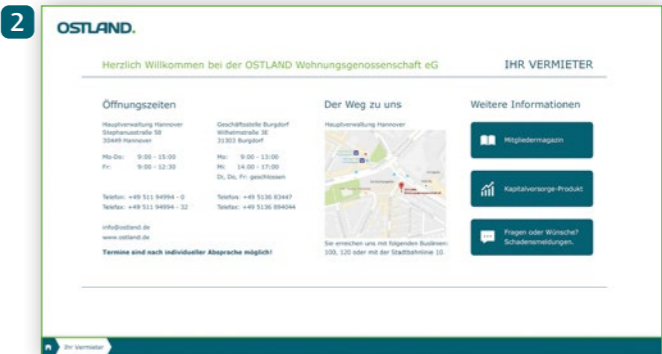 2
OSTLAND.
Herzlich Willkommen bei der OSTLAND Wohnungsgenossenschaft eG
IHR VERMIETER
Öffnungszeiten
Hauptverwaltung Hannover
Stephanusstraße 58
30449 Hannover
Mo-Do: 9:00 - 15:00
Fr: 9:00 - 12:30
Telefon: +49 511 94994 - 0
Telefax: +49 511 94994 - 32
info@ostland.de
www.ostland.de
Termine sind nach individueller Absprache möglich!
Geschäftsstelle Burgdorf
Wilhelmstraße 3E
31303 Burgdorf
Mo: 9:00 - 13:00
Mi: 14:00 - 17:00
Di, Do, Fr: geschlossen
Telefon: +49 5136 83447
Telefax: +49 5136 894044
Der Weg zu uns
Hauptverwaltung Hannover
Sie erreichen uns mit folgenden Buslinien:
100, 120 oder mit der Stadtbahnlinie 10.
Weitere Informationen
Mitgliedermagazin
Kapitalvorsorge-Produkt
Fragen oder Wünsche?
Schadensmeldungen.
Ihr Vermieter